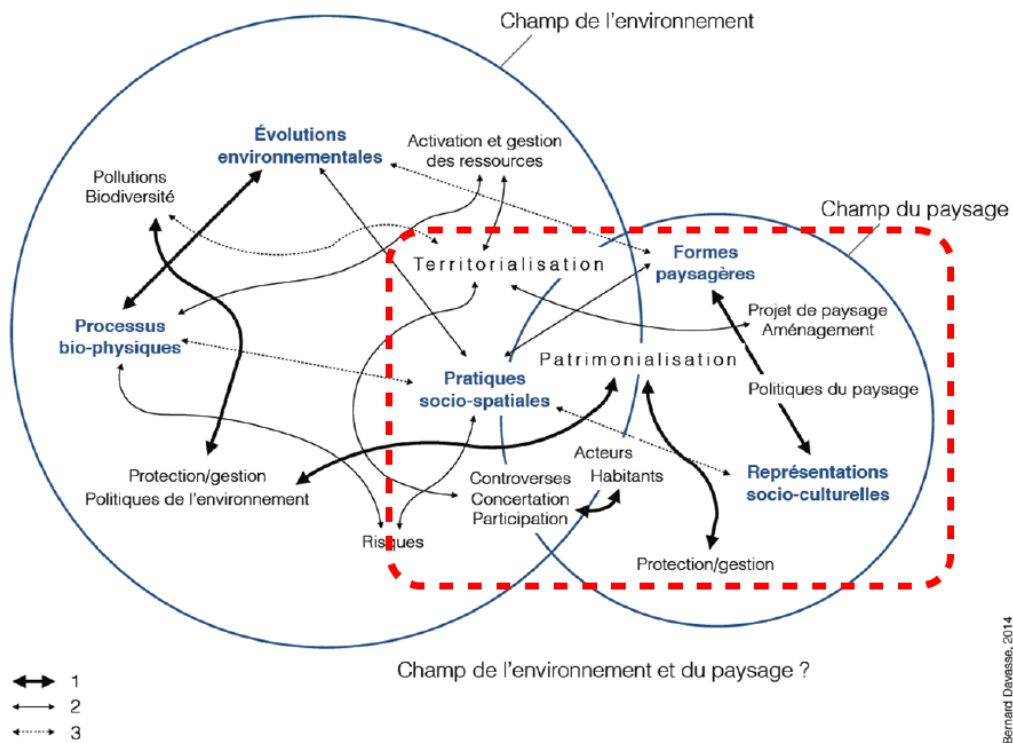 Champ de l'environnement
Évolutions
environnementales
Activation et gestion
des ressources
Pollutions
Biodiversité
Champ du paysage
Territorialisation
Formes
paysagères
Projet de paysage
Aménagement
Processus
bio-physiques
Patrimonialisation
Pratiques
socio-spatiales
Politiques du paysage
Acteurs
Habitants
Protection/gestion
Politiques de l'environnement
Controverses
Concertation
Participation
Représentations
socio-culturelles
Risques
Protection/gestion
Champ de l'environnement et du paysage ?
1
2
3
Bernard Davasse, 2014